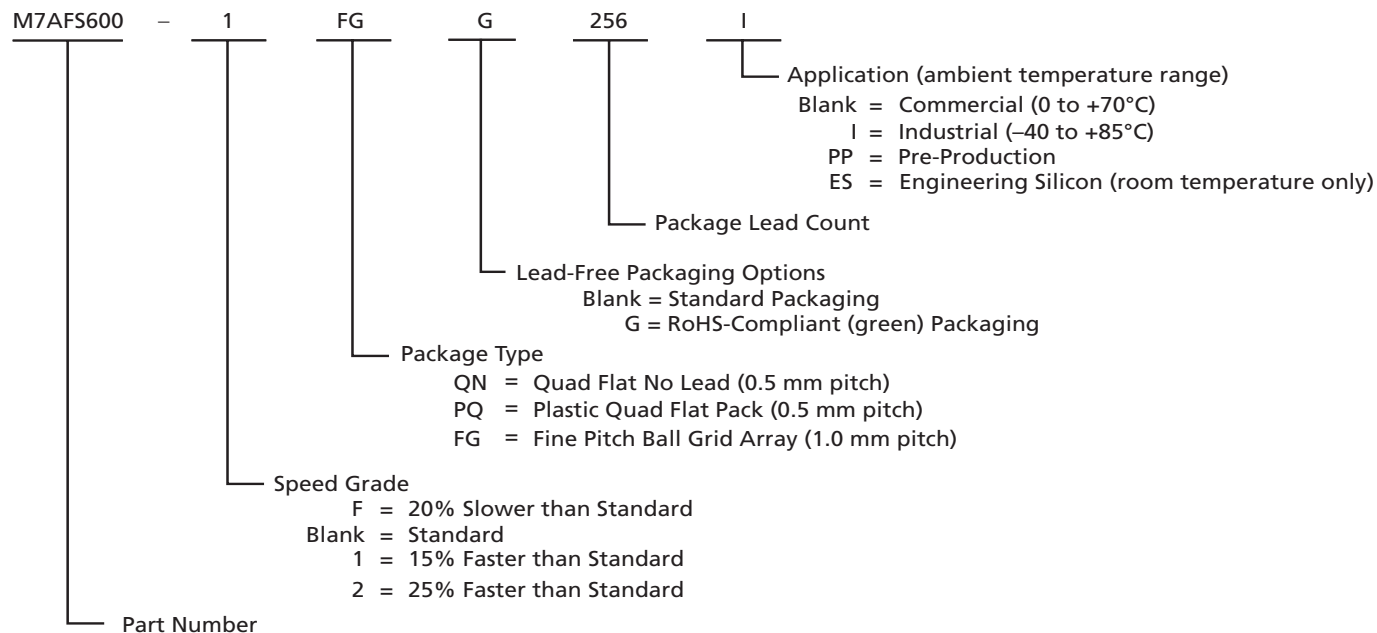 M7AFS600 – 1 FG G 256 I
Application (ambient temperature range)
Blank = Commercial (0 to +70°C)
I = Industrial (–40 to +85°C)
PP = Pre-Production
ES = Engineering Silicon (room temperature only)
Package Lead Count
Lead-Free Packaging Options
Blank = Standard Packaging
G = RoHS-Compliant (green) Packaging
Package Type
QN = Quad Flat No Lead (0.5 mm pitch)
PQ = Plastic Quad Flat Pack (0.5 mm pitch)
FG = Fine Pitch Ball Grid Array (1.0 mm pitch)
Speed Grade
F = 20% Slower than Standard
Blank = Standard
1 = 15% Faster than Standard
2 = 25% Faster than Standard
Part Number